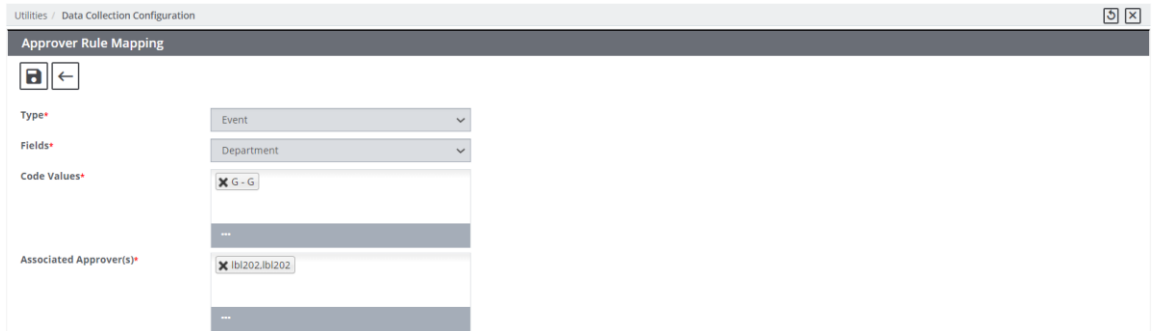 Utilities / Data Collection Configuration
Approver Rule Mapping
Type* Event
Fields* Department
Code Values* G - G
...
Associated Approver(s)* lbl202,lbl202
...